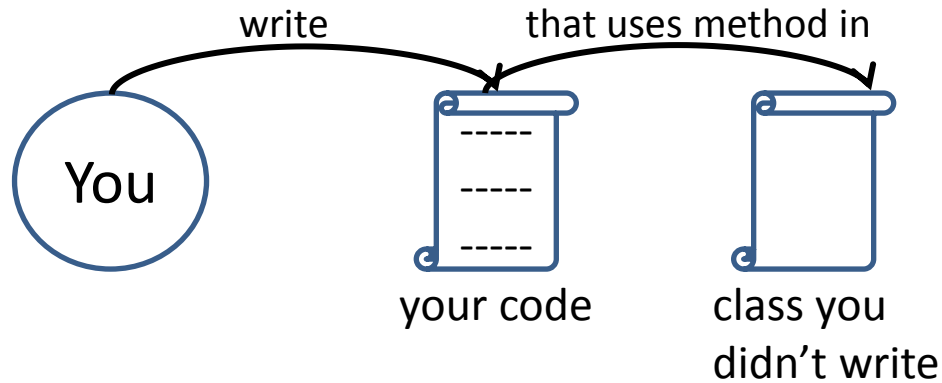 write
that uses method in
You
-----
-----
-----
your code
class you
didn't write